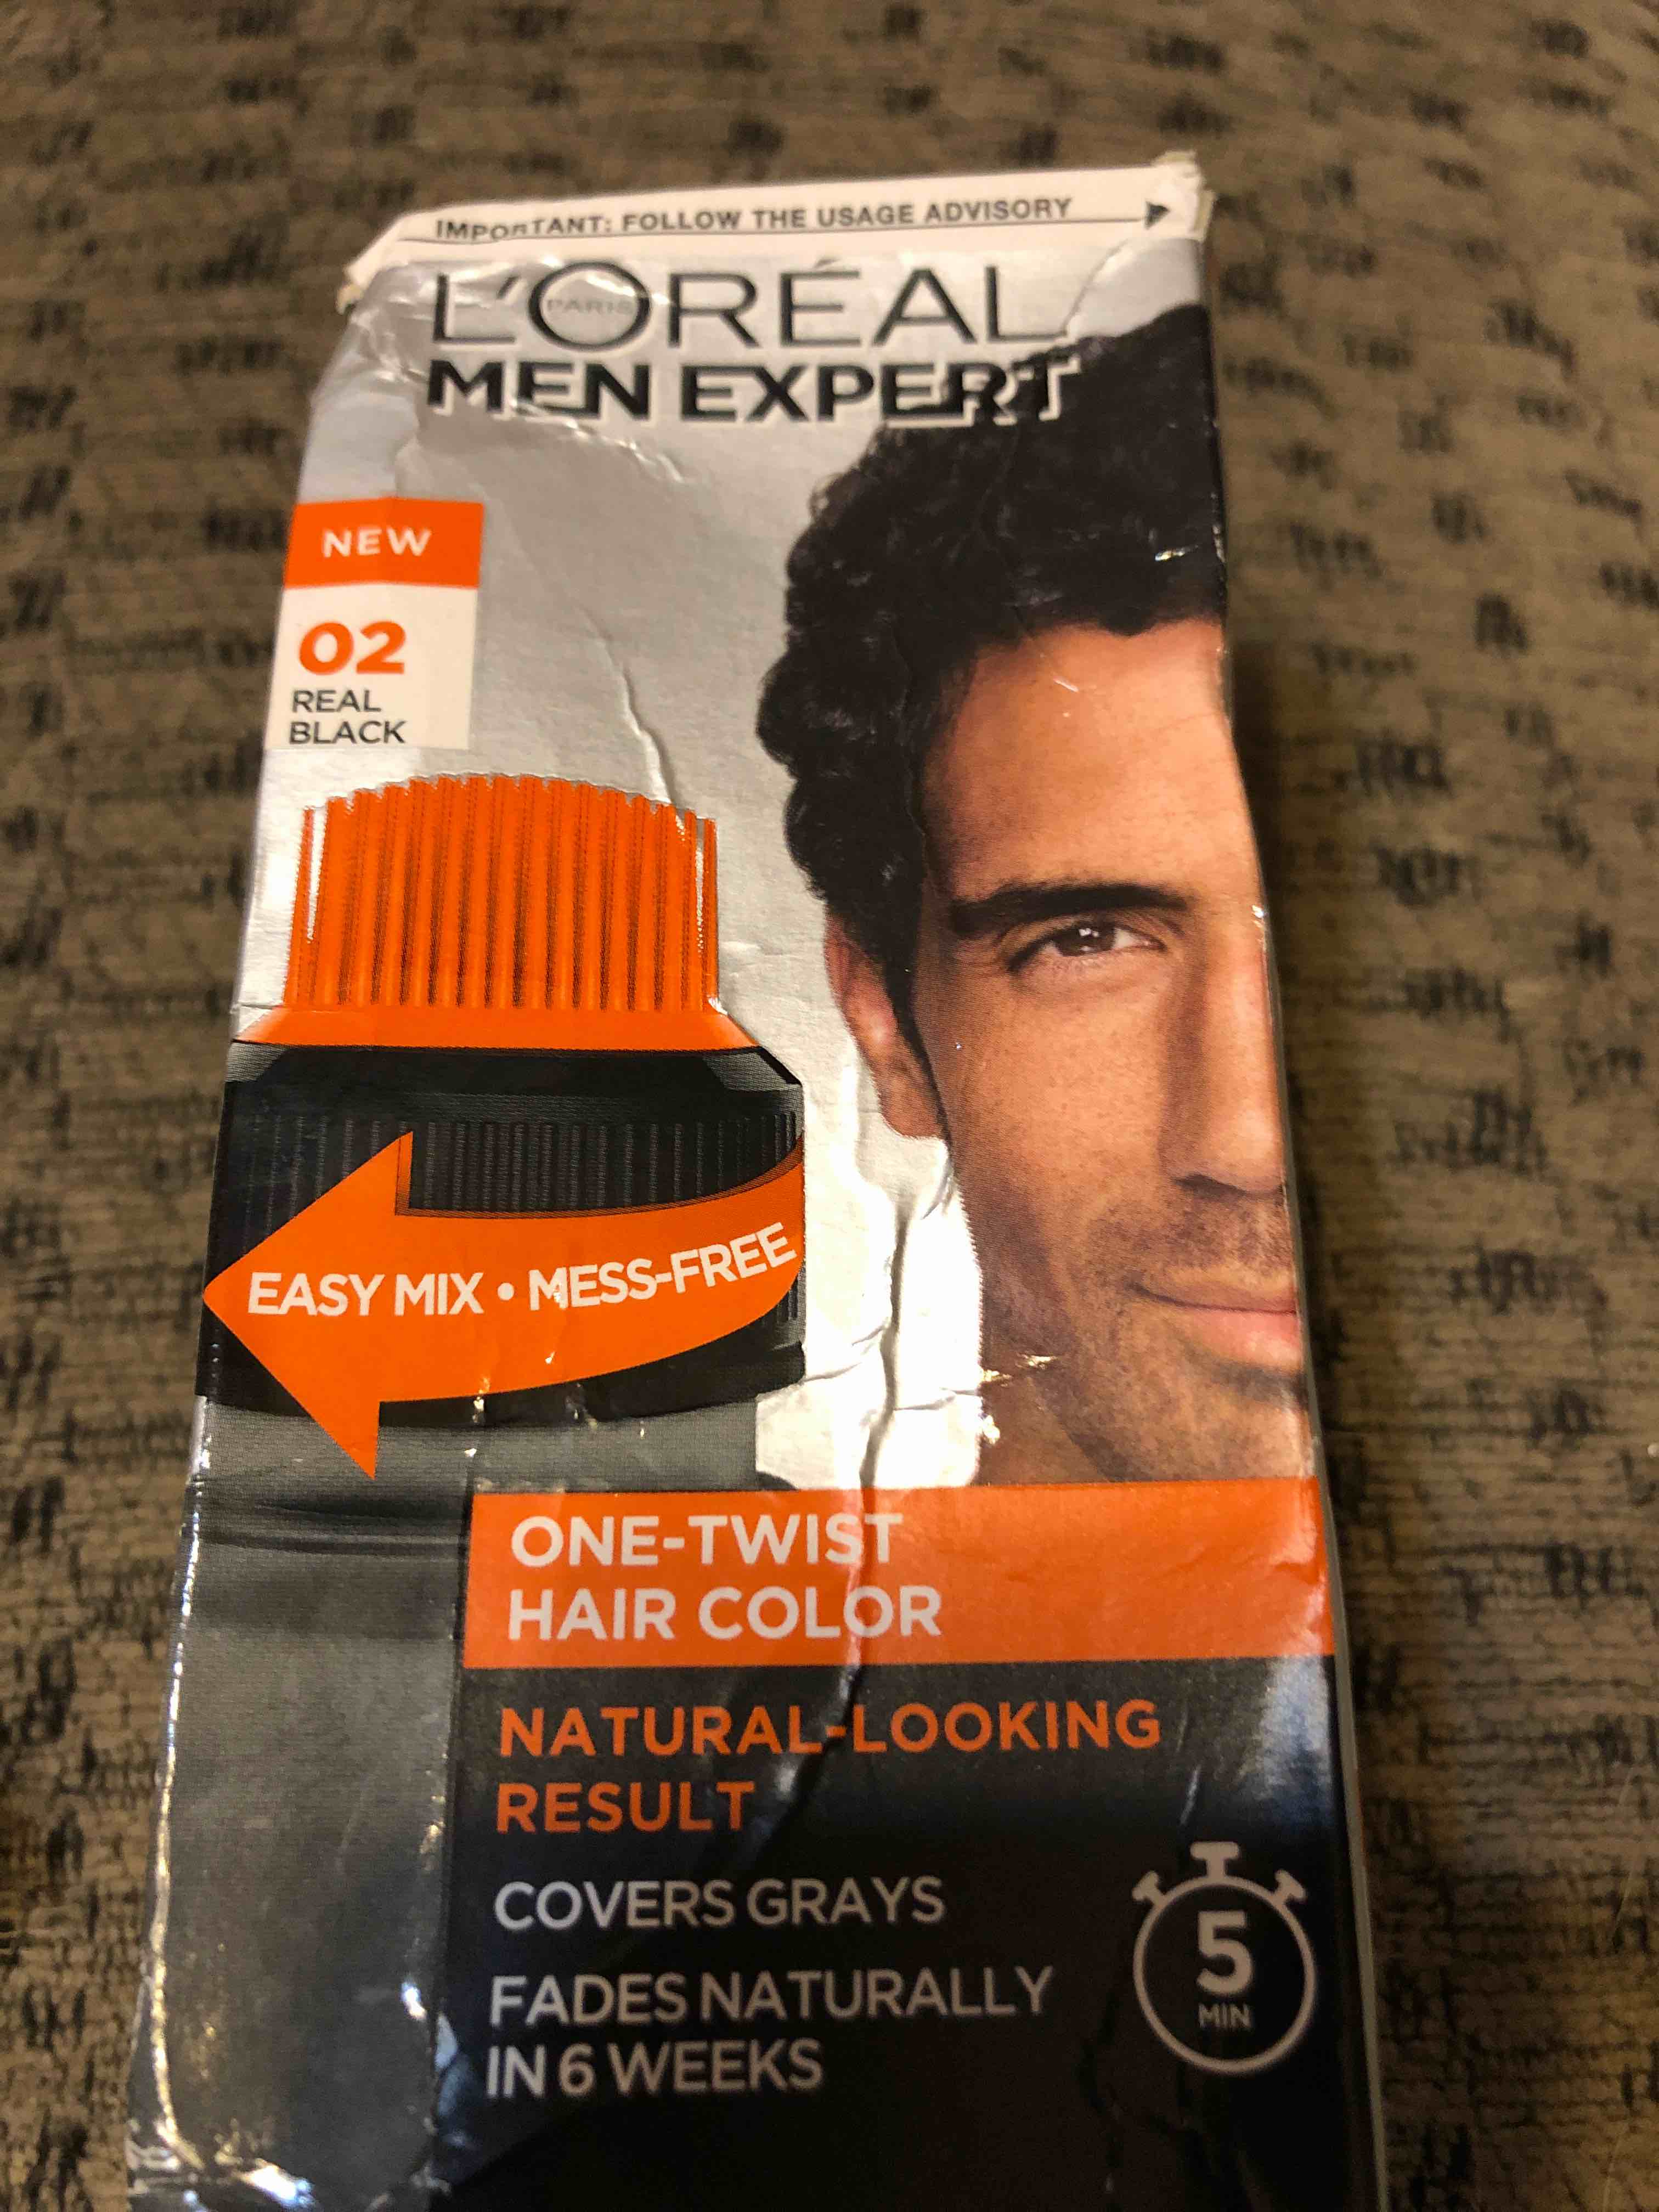 IMPORTANT: FOLLOW THE USAGE ADVISORY
L'ORÉAL
PARIS
MEN EXPERT
NEW
02
REAL
BLACK
EASY MIX • MESS-FREE
ONE-TWIST
HAIR COLOR
NATURAL-LOOKING
RESULT
COVERS GRAYS
FADES NATURALLY
IN 6 WEEKS
5
MIN